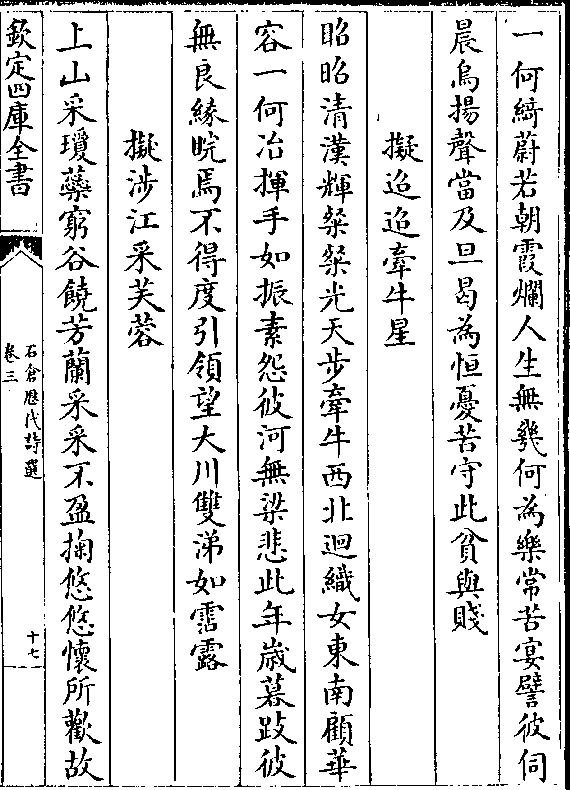 一何綺蔚若朝霞爛人生無幾何為樂常苦宴譬彼伺
晨鳥揚聲當及旦曷為恒憂苦守此貧與賤
擬迢迢牽牛星
昭昭清漢輝粲粲光天步牽牛西北迴織女東南顧華
容一何冶揮手如振素怨彼河無梁悲此年歲暮跂彼
無良緣睆焉不得度引領望大川雙涕如霑露
擬涉江采芙蓉
上山采瓊蘂窮谷饒芳蘭采采不盈掬悠悠懷所歡故
欽定四庫全書
石倉歷代詩選
卷三
十七